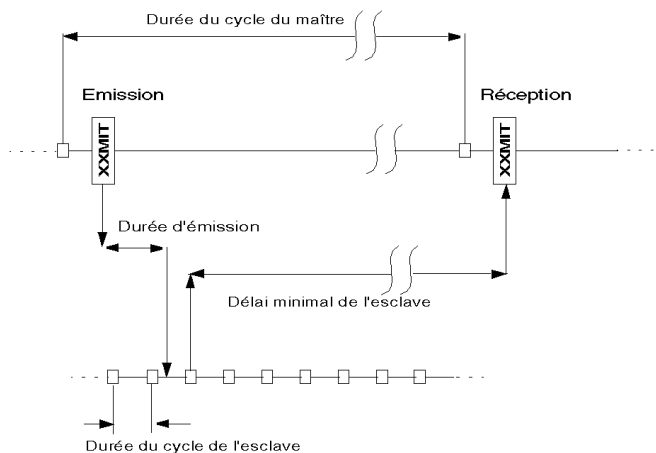 Durée du cycle du maître
Emission
Réception
XXMIT
XXMIT
Durée d'émission
Délai minimal de l'esclave
Durée du cycle de l'esclave